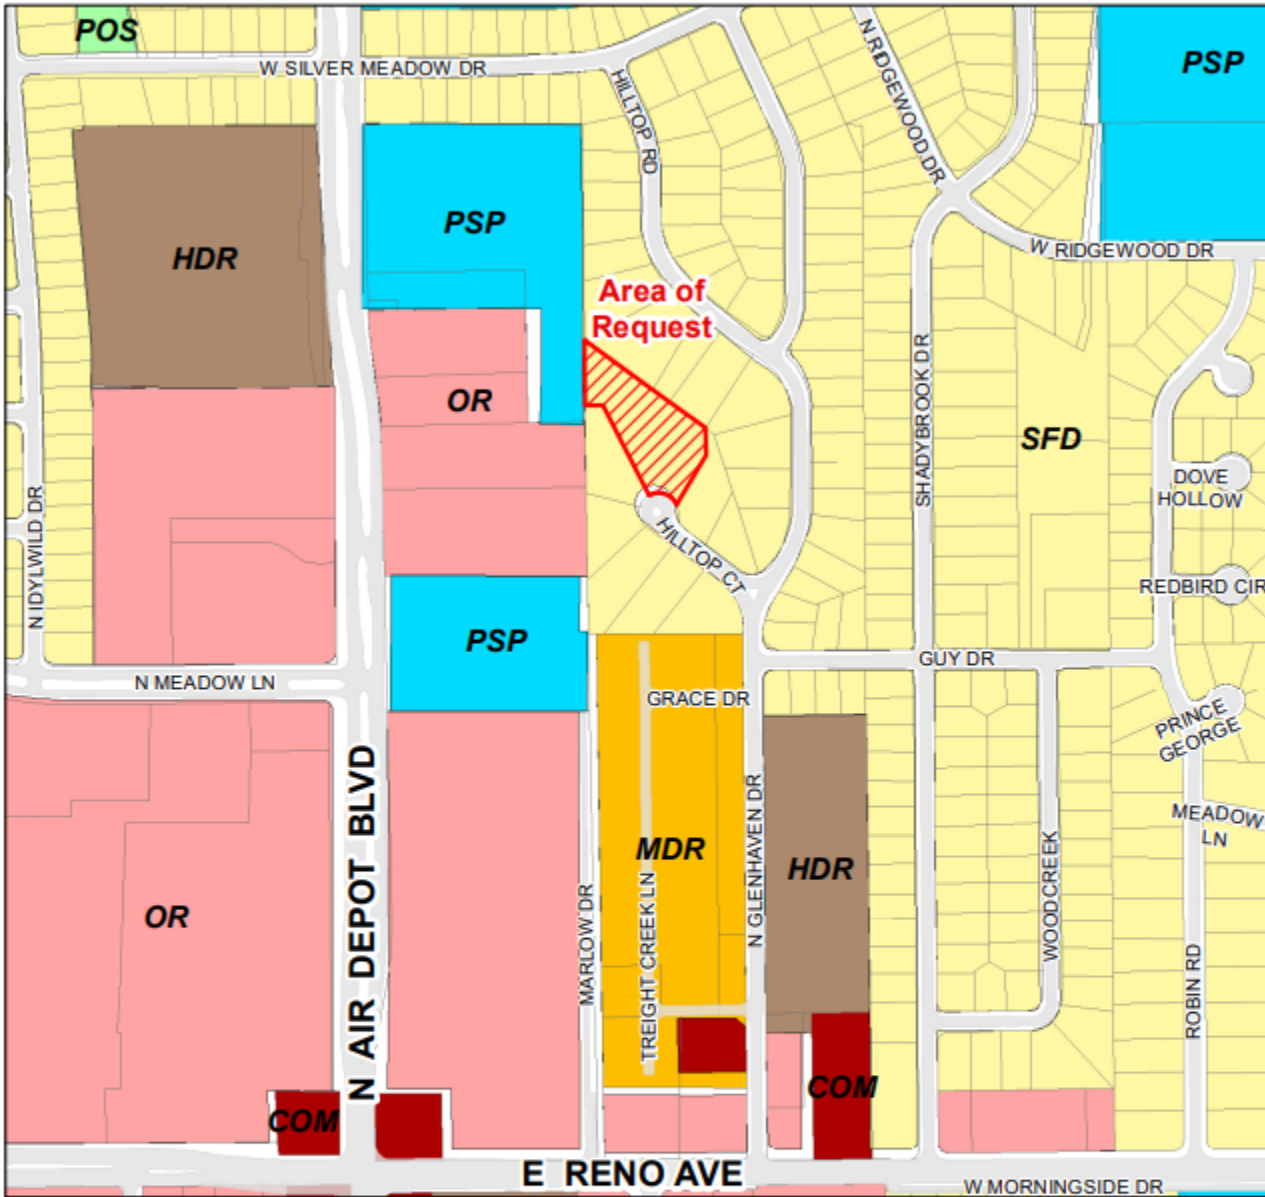 POS
W SILVER MEADOW DR
N RIDGEWOOD DR
PSP
HILLTOP RD
PSP
HDR
W RIDGEWOOD DR
Area of
Request
SHADYBROOK DR
OR
SFD
DOVE
HOLLOW
N IDYLWILD DR
HILLTOP CT
REDBIRD CIR
PSP
GUY DR
N MEADOW LN
GRACE DR
PRINCE
GEORGE
N AIR DEPOT BLVD
N GLENHAVEN DR
MEADOW
LN
MDR
HDR
WOODCREEK
OR
MARLOW DR
TREIGHT CREEK LN
ROBIN RD
COM
COM
E RENO AVE
W MORNINGSIDE DR